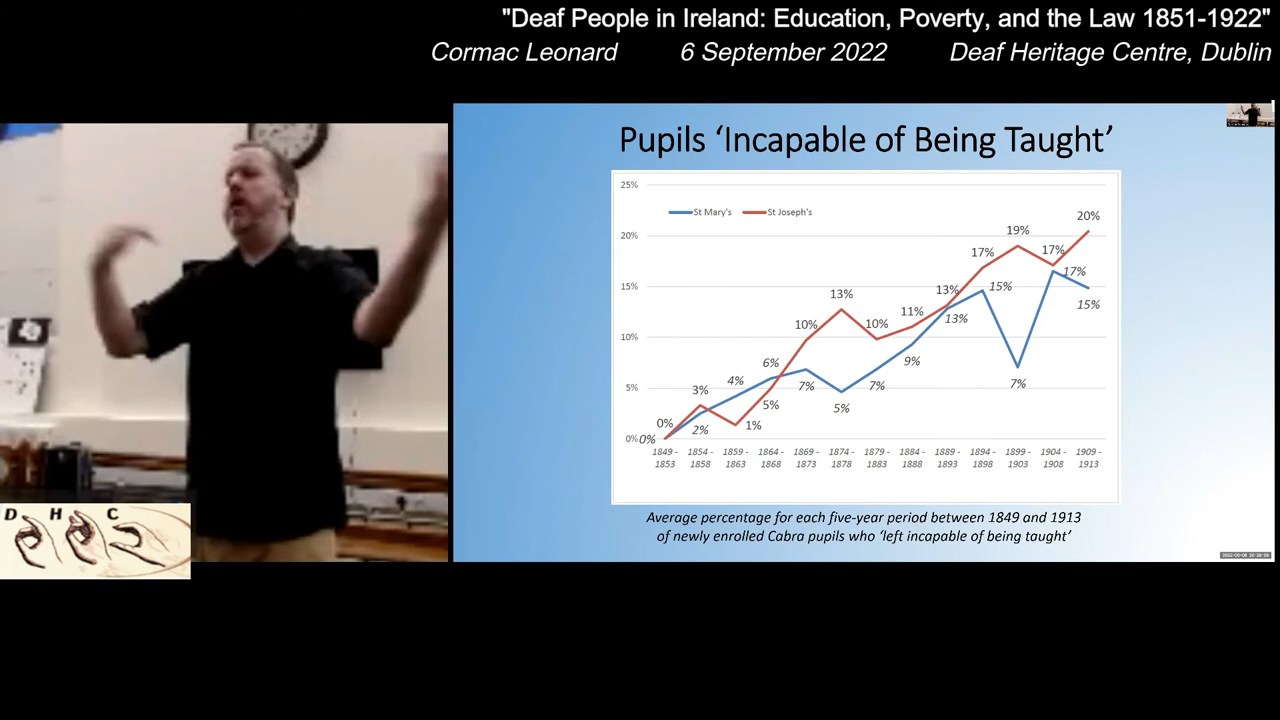 "Deaf People in Ireland: Education, Poverty, and the Law 1851-1922"
Cormac Leonard 6 September 2022 Deaf Heritage Centre, Dublin
Pupils ‘Incapable of Being Taught’
25%
St Mary's St Joseph's
20%
15%
10%
5%
0%
0%
0%
3%
2%
4%
1%
6%
5%
10%
7%
13%
5%
10%
7%
11%
9%
13%
13%
17%
15%
19%
7%
17%
17%
20%
15%
1849 - 1853
1854 - 1858
1859 - 1863
1864 - 1868
1869 - 1873
1874 - 1878
1879 - 1883
1884 - 1888
1889 - 1893
1894 - 1898
1899 - 1903
1904 - 1908
1909 - 1913
Average percentage for each five-year period between 1849 and 1913
of newly enrolled Cabra pupils who ‘left incapable of being taught’
D H C